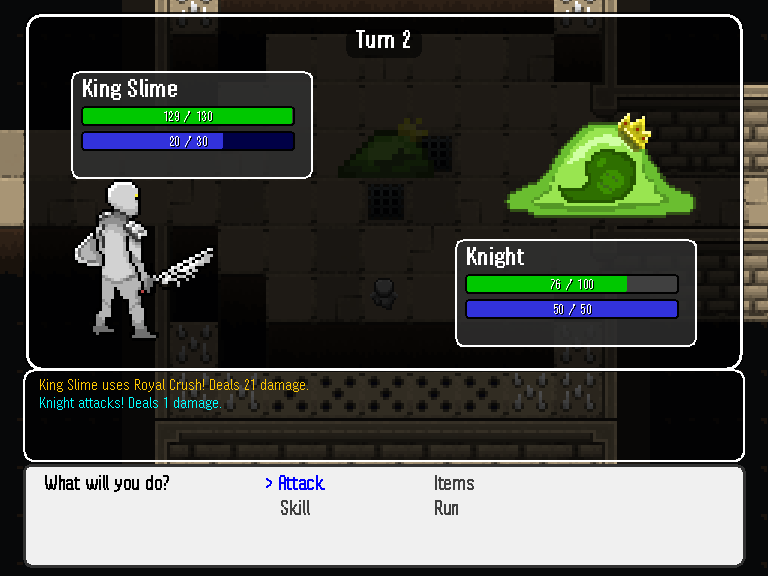 Turn 2
King Slime
129 / 130
20 / 30
Knight
76 / 100
50 / 50
King Slime uses Royal Crush! Deals 21 damage.
Knight attacks! Deals 1 damage.
What will you do?
> Attack
Items
Skill
Run